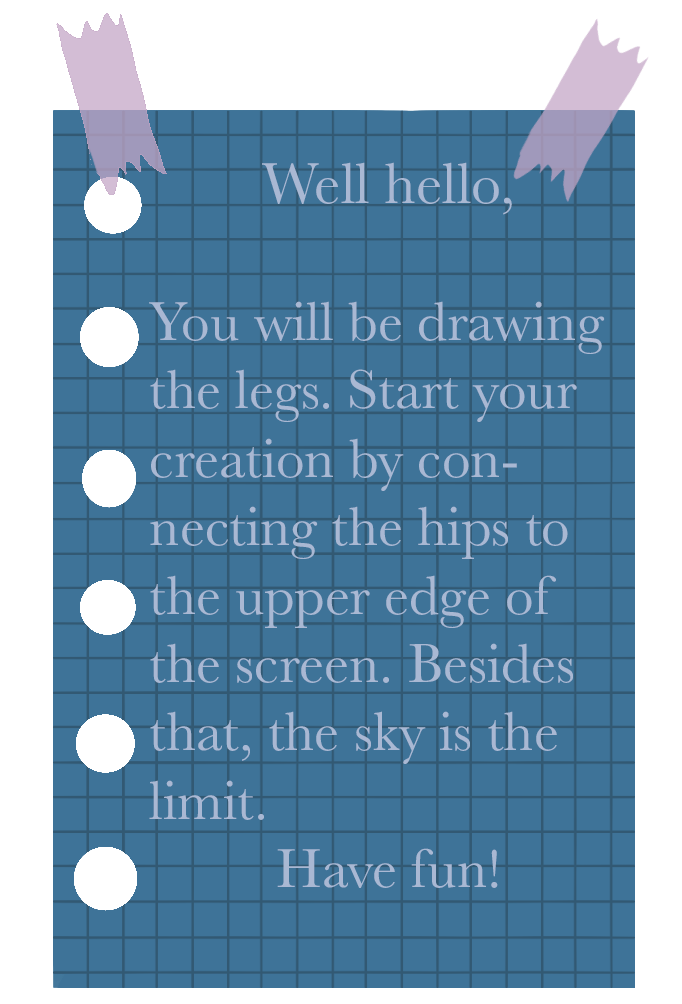 Well hello,
You will be drawing
the legs. Start your
creation by con-
necting the hips to
the upper edge of
the screen. Besides
that, the sky is the
limit.
Have fun!